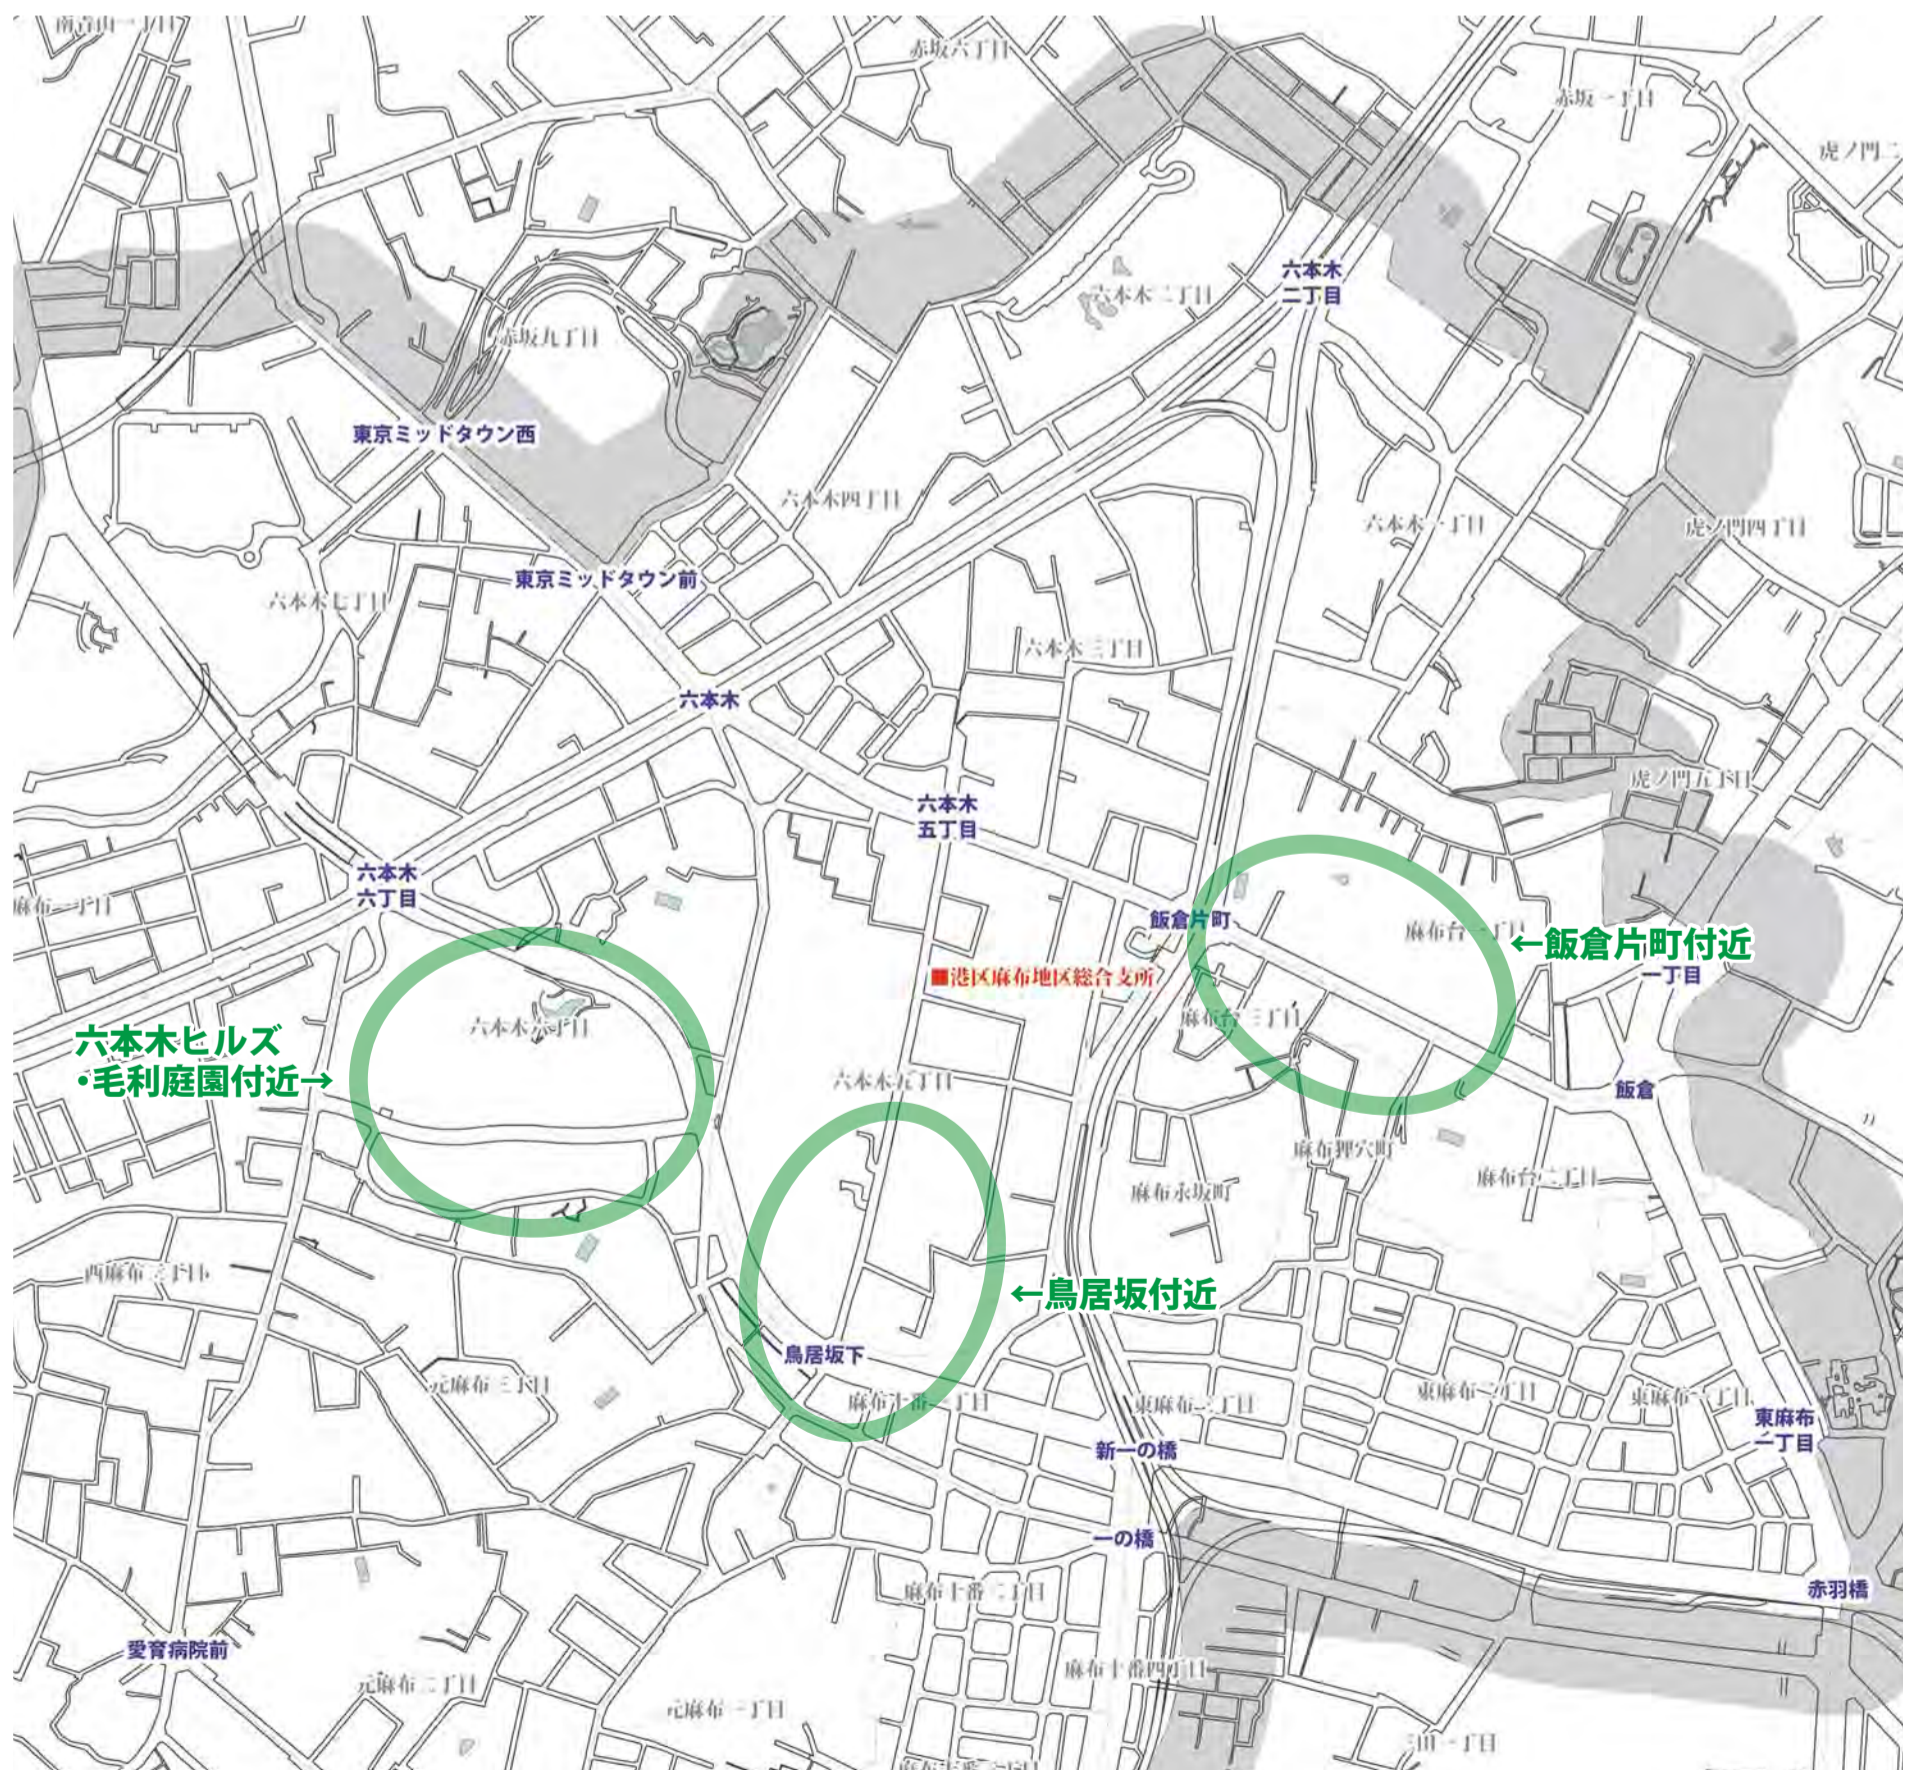 南青山一丁目
赤坂六丁目
赤坂一丁目
虎ノ門二
六本木
二丁目
六本木二丁目
赤坂九丁目
東京ミッドタウン西
六本木四丁目
六本木一丁目
虎ノ門四丁目
東京ミッドタウン前
六本木七丁目
六本木三丁目
六本木
虎ノ門五丁目
六本木
五丁目
六本木
六丁目
麻布一丁目
飯倉片町
麻布台一丁目
←飯倉片町付近
一丁目
■港区麻布地区総合支所
麻布台三丁目
六本木六丁目
六本木ヒルズ
・毛利庭園付近→
六本木五丁目
飯倉
麻布狸穴町
麻布台二丁目
麻布永坂町
西麻布三丁目
←鳥居坂付近
鳥居坂下
元麻布三丁目
麻布十番一丁目
東麻布三丁目
東麻布二丁目
東麻布一丁目
東麻布
一丁目
新一の橋
一の橋
麻布十番二丁目
赤羽橋
愛育病院前
元麻布二丁目
麻布十番四丁目
元麻布一丁目
三田一丁目